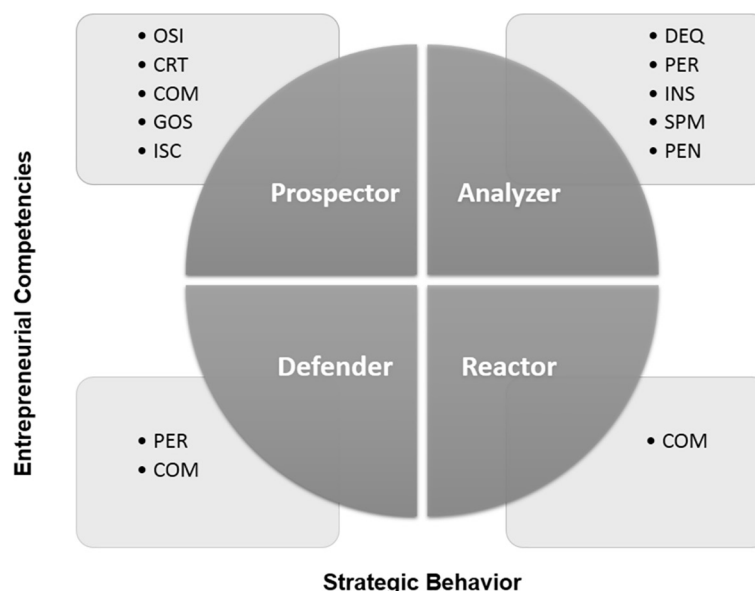 • OSI
• CRT
• COM
• GOS
• ISC
• DEQ
• PER
• INS
• SPM
• PEN
Prospector
Analyzer
Entrepreneurial Competencies
Defender
Reactor
• PER
• COM
• COM
Strategic Behavior